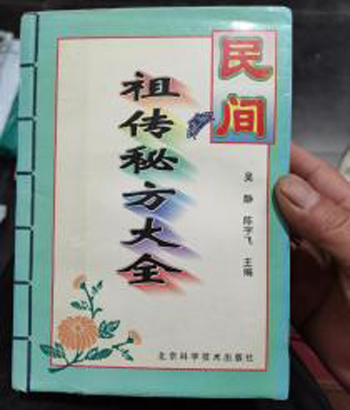 民间
祖传秘方大全
吴静 陈宇飞 主编
北京科学技术出版社